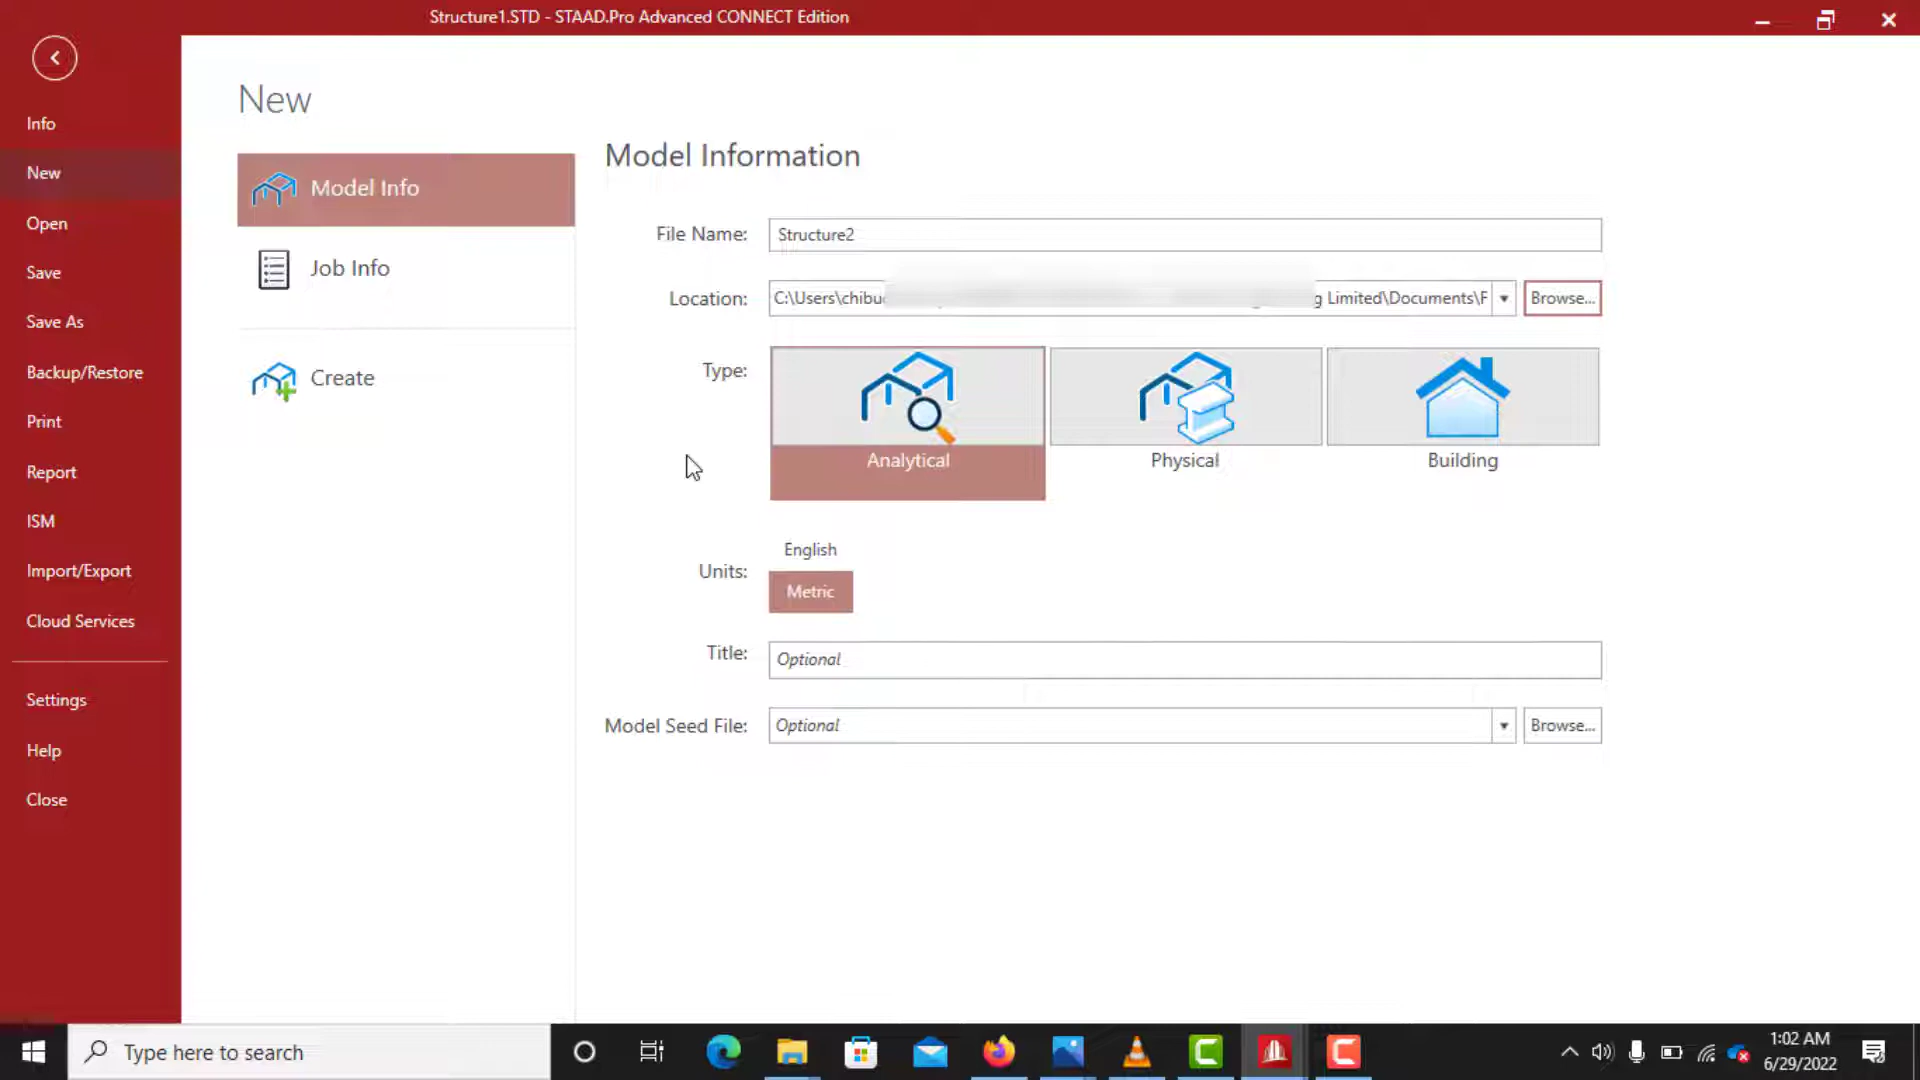 Structure1.STD - STAAD.Pro Advanced CONNECT Edition
Info
New
Open
Save
Save As
Backup/Restore
Print
Report
ISM
Import/Export
Cloud Services
Settings
Help
Close
New
Model Info
Job Info
Create
Model Information
File Name: Structure2
Location: C:\Users\chibu g Limited\Documents\F Browse...
Type: Analytical Physical Building
Units: English
Metric
Title: Optional
Model Seed File: Optional Browse...
Type here to search
1:02 AM
6/29/2022